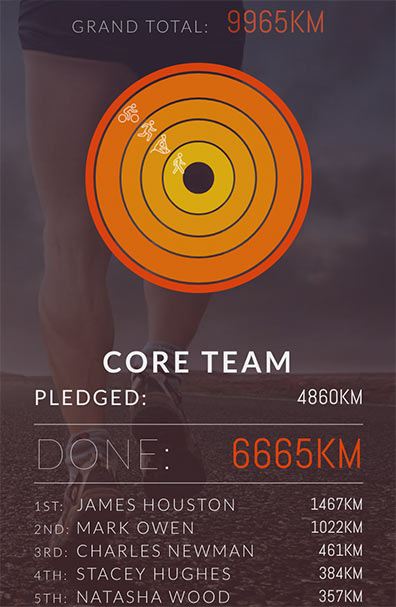 GRAND TOTAL: 9965KM
CORE TEAM
PLEDGED: 4860KM
DONE: 6665KM
1ST: JAMES HOUSTON 1467KM
2ND: MARK OWEN 1022KM
3RD: CHARLES NEWMAN 461KM
4TH: STACEY HUGHES 384KM
5TH: NATASHA WOOD 357KM